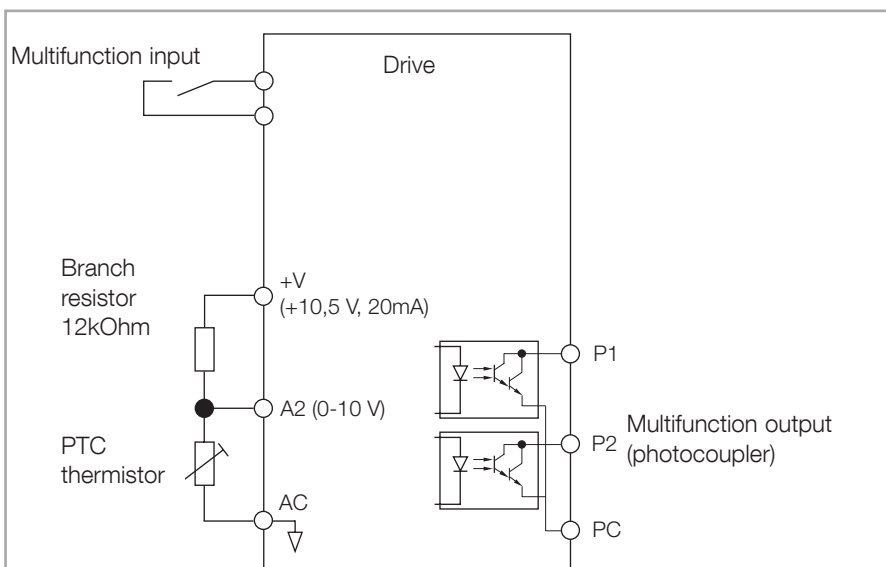 Multifunction input
Drive
Branch
resistor
12kOhm
+V
(+10,5 V, 20mA)
A2 (0-10 V)
PTC
thermistor
AC
P1
P2
Multifunction output
(photocoupler)
PC